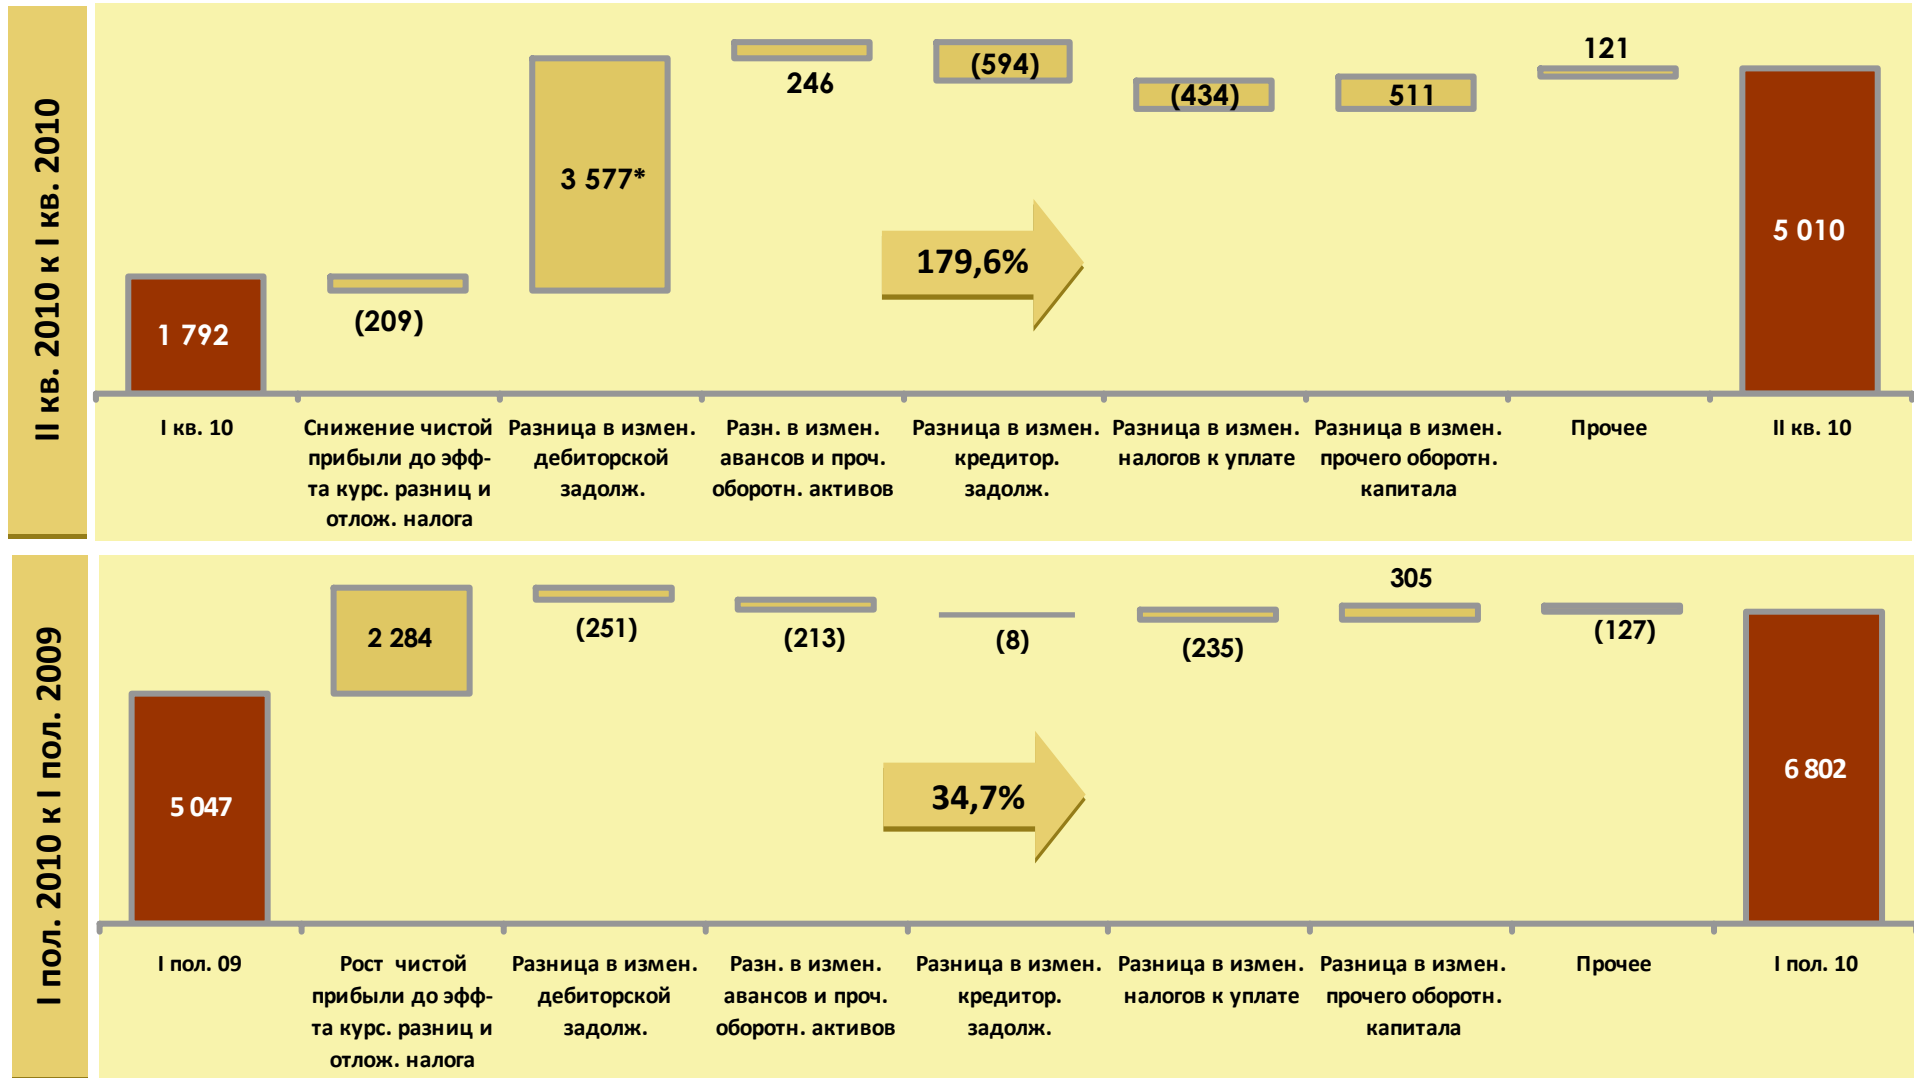 II кв. 2010 к I кв. 2010
246
(594)
(434)
511
121
3 577*
179,6%
5 010
1 792
(209)
I кв. 10
Снижение чистой
прибыли до эфф-
та курс. разниц и
отлож. налога
Разница в измен.
дебиторской
задолж.
Разн. в измен.
авансов и проч.
оборотн. активов
Разница в измен.
кредитор.
задолж.
Разница в измен.
налогов к уплате
Разница в измен.
прочего оборотн.
капитала
Прочее
II кв. 10
I пол. 2010 к I пол. 2009
2 284
(251)
(213)
(8)
(235)
305
(127)
34,7%
5 047
6 802
I пол. 09
Рост чистой
прибыли до эфф-
та курс. разниц и
отлож. налога
Разница в измен.
дебиторской
задолж.
Разн. в измен.
авансов и проч.
оборотн. активов
Разница в измен.
кредитор.
задолж.
Разница в измен.
налогов к уплате
Разница в измен.
прочего оборотн.
капитала
Прочее
I пол. 10